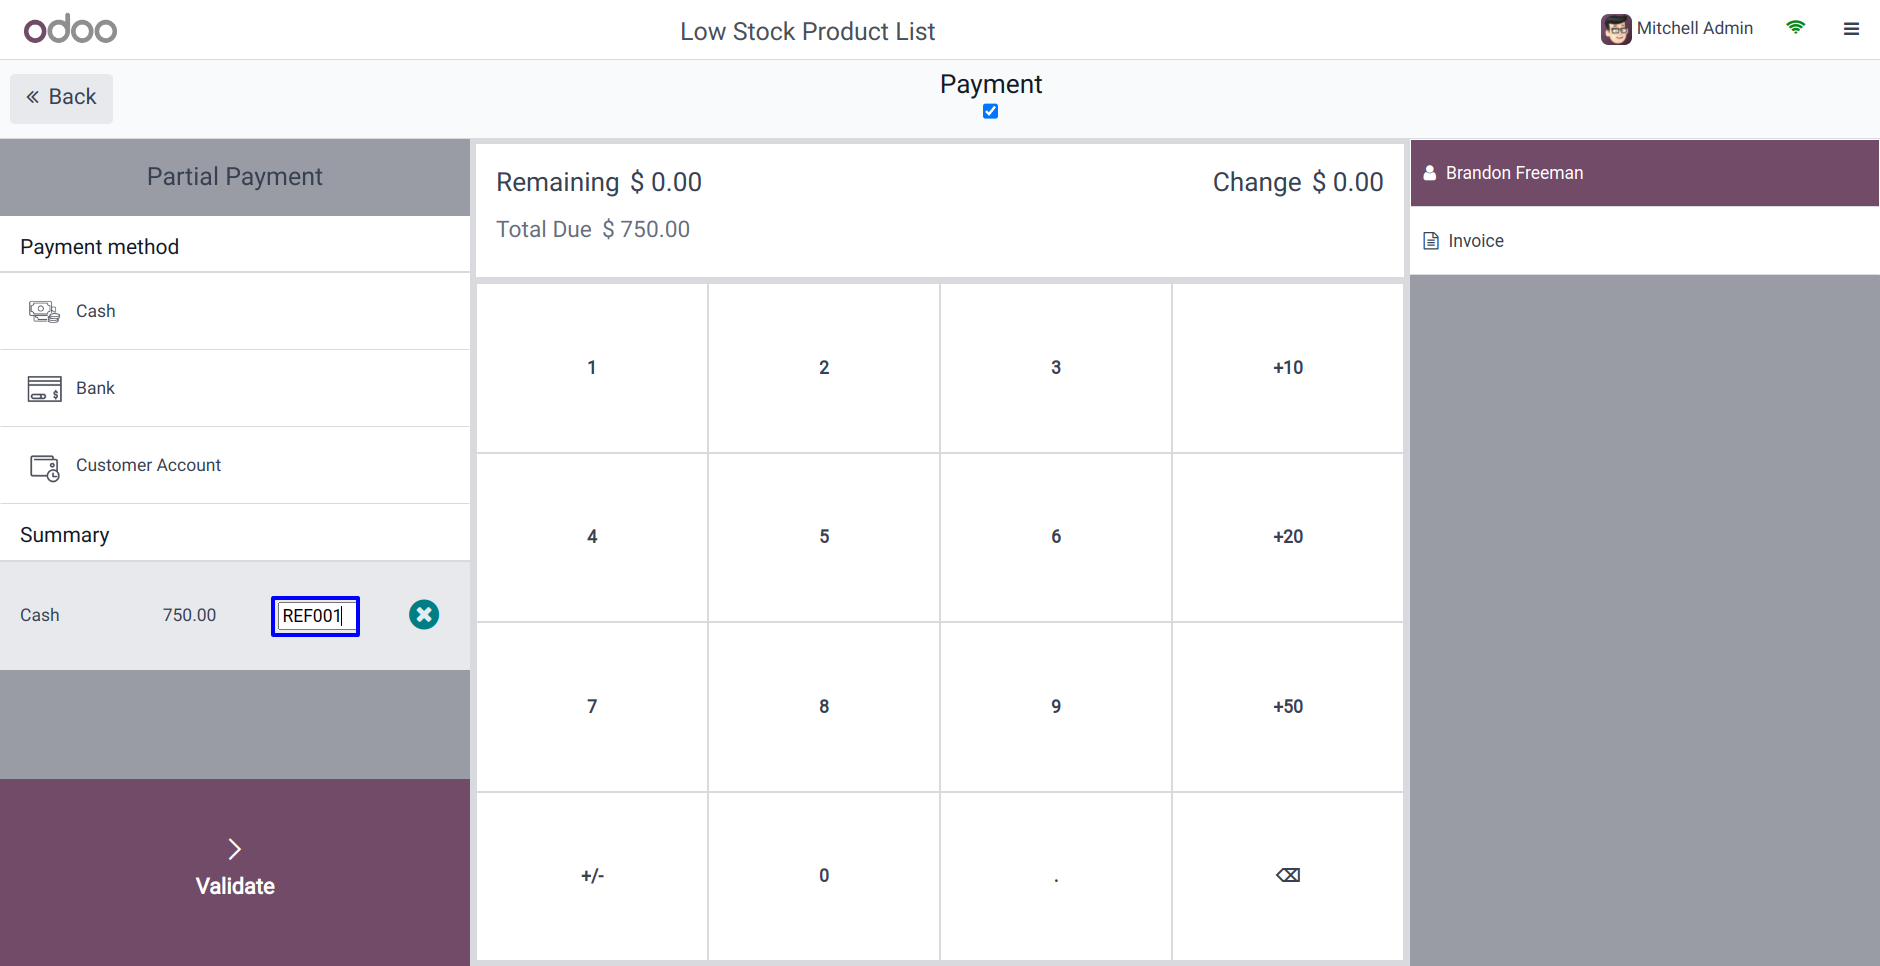 odoo
Low Stock Product List
Mitchell Admin
« Back
Payment
Partial Payment
Payment method
Cash
Bank
Customer Account
Summary
Cash 750.00 REF001
Validate
Remaining $ 0.00
Change $ 0.00
Total Due $ 750.00
1 2 3 +10
4 5 6 +20
7 8 9 +50
+/- 0 . ⌫
Brandon Freeman
Invoice